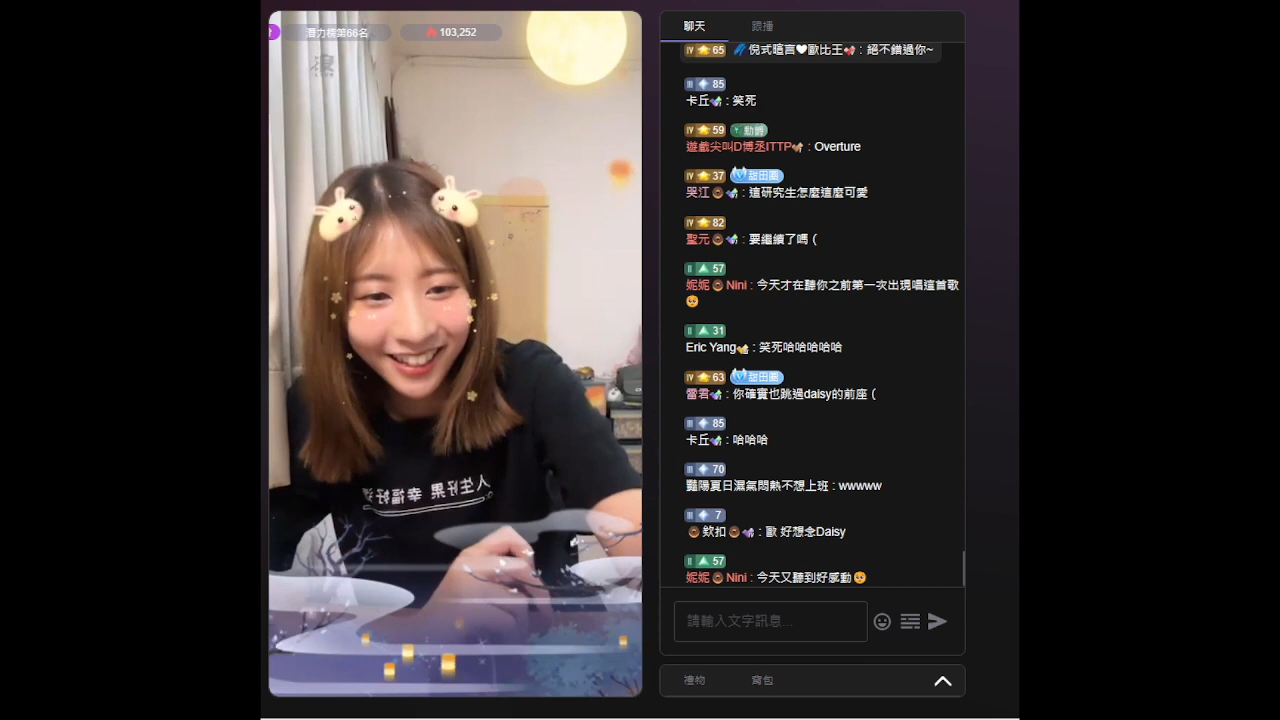 潛力榜第66名
103,252
人生好果 幸福好
聊天
跟播
IV 65 倪式暄言❤歐比王 : 絕不錯過你~
III 85
卡丘 : 笑死
IV 59 勳爵
遊戲尖叫D博丞ITTP : Overture
IV 37 甜田團
哭江 : 這研究生怎麼這麼可愛
IV 82
聖元 : 要繼續了嗎（
II 57
妮妮 Nini : 今天才在聽你之前第一次出現唱這首歌
🥺
II 31
Eric Yang : 笑死哈哈哈哈哈
IV 63 甜田團
雷君 : 你確實也跳過daisy的前座（
III 85
卡丘 : 哈哈哈
III 70
豔陽夏日濕氣悶熱不想上班 : wwwww
III 7
欸扣 : 歐 好想念Daisy
II 57
妮妮 Nini : 今天又聽到好感動🥺
請輸入文字訊息...
禮物
背包